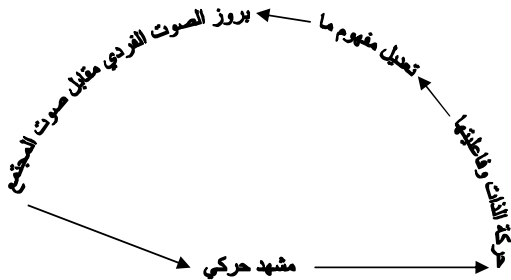 بروز الصوت الفردي مقابل صوت المجتمع
تعديل مفهوم ما
حركة الذات وفاعليتها
مشهد حركي